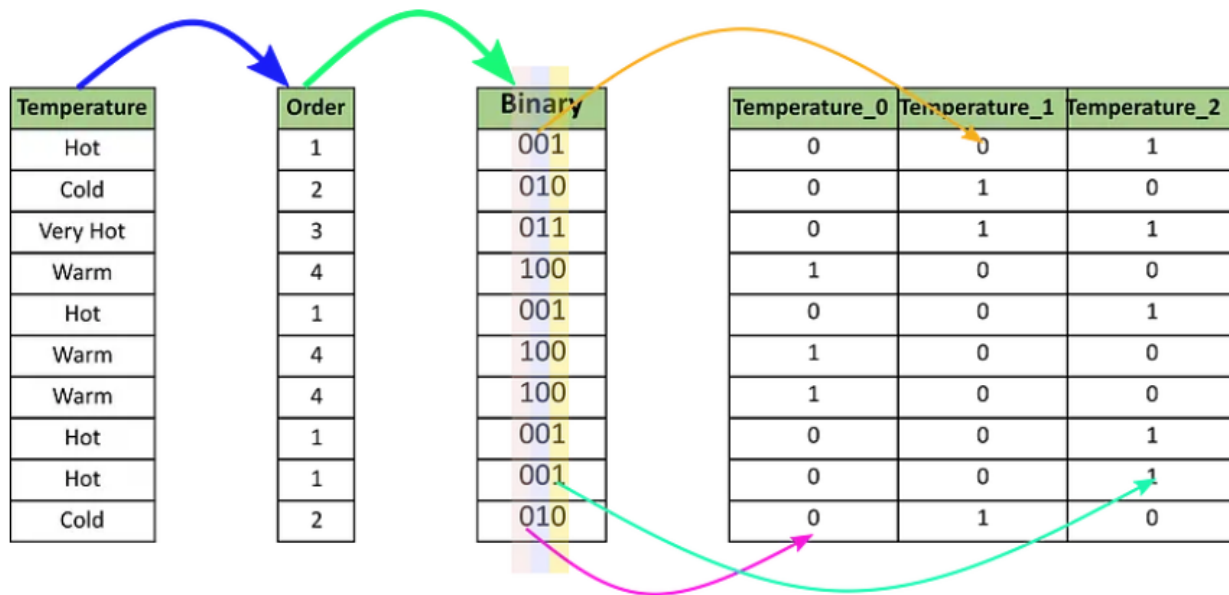 Temperature Order Binary Temperature_0 Temperature_1 Temperature_2
Hot 1 001 0 0 1
Cold 2 010 0 1 0
Very Hot 3 011 0 1 1
Warm 4 100 1 0 0
Hot 1 001 0 0 1
Warm 4 100 1 0 0
Warm 4 100 1 0 0
Hot 1 001 0 0 1
Hot 1 001 0 0 1
Cold 2 010 0 1 0